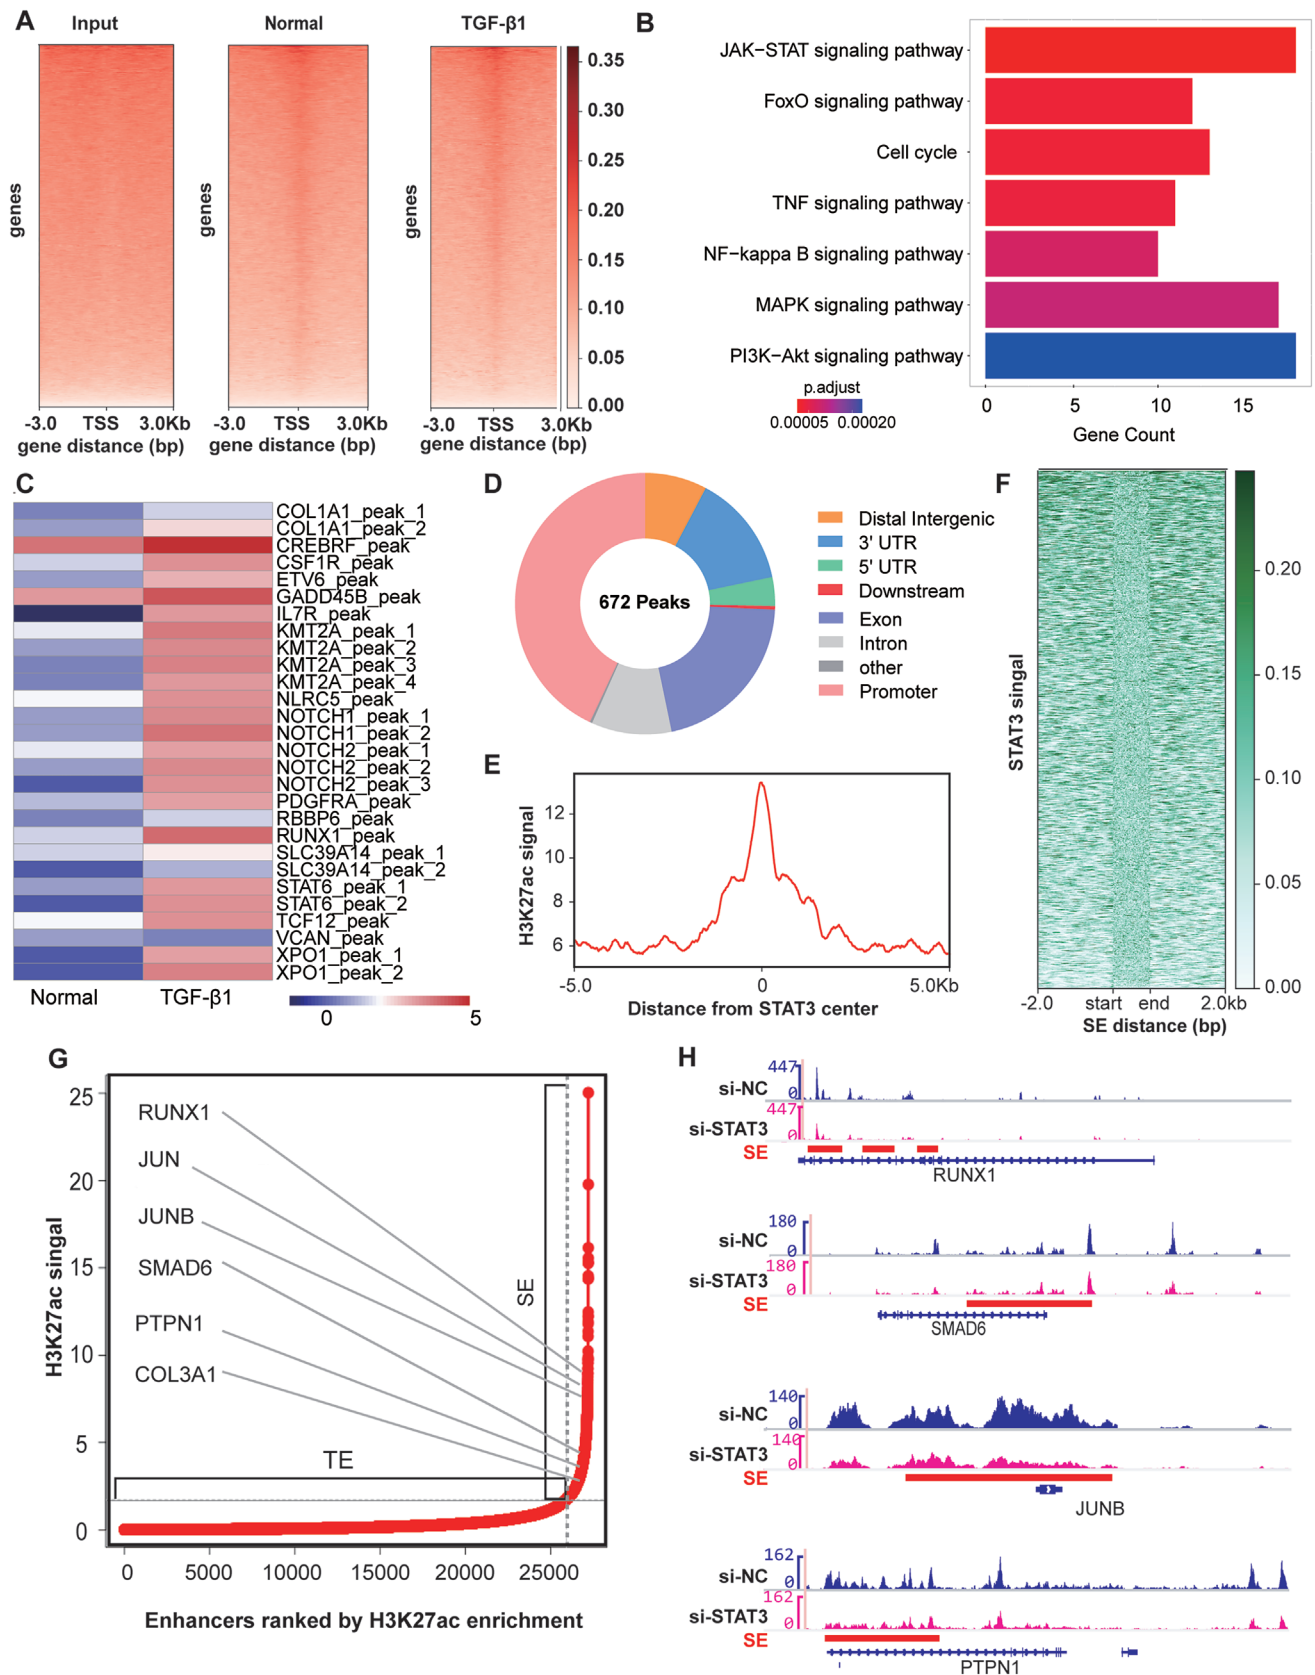 A
Input
Normal
TGF-β1
genes
genes
genes
0.35
0.30
0.25
0.20
0.15
0.10
0.05
0.00
-3.0 TSS 3.0Kb
gene distance (bp)
-3.0 TSS 3.0Kb
gene distance (bp)
-3.0 TSS 3.0Kb
gene distance (bp)
B
JAK−STAT signaling pathway
FoxO signaling pathway
Cell cycle
TNF signaling pathway
NF−kappa B signaling pathway
MAPK signaling pathway
PI3K−Akt signaling pathway
p.adjust
0.00005 0.00020
0 5 10 15
Gene Count
C
COL1A1_peak_1
COL1A1_peak_2
CREBRF_peak
CSF1R_peak
ETV6_peak
GADD45B_peak
IL7R_peak
KMT2A_peak_1
KMT2A_peak_2
KMT2A_peak_3
KMT2A_peak_4
NLRC5_peak
NOTCH1_peak_1
NOTCH1_peak_2
NOTCH2_peak_1
NOTCH2_peak_2
NOTCH2_peak_3
PDGFRA_peak
RBBP6_peak
RUNX1_peak
SLC39A14_peak_1
SLC39A14_peak_2
STAT6_peak_1
STAT6_peak_2
TCF12_peak
VCAN_peak
XPO1_peak_1
XPO1_peak_2
Normal
TGF-β1
0 5
D
672 Peaks
Distal Intergenic
3' UTR
5' UTR
Downstream
Exon
Intron
other
Promoter
E
H3K27ac signal
12
10
8
6
-5.0 0 5.0Kb
Distance from STAT3 center
F
STAT3 singal
0.20
0.15
0.10
0.05
0.00
-2.0 start end 2.0kb
SE distance (bp)
G
H3K27ac singal
25
20
15
10
5
0
RUNX1
JUN
JUNB
SMAD6
PTPN1
COL3A1
SE
TE
0 5000 10000 15000 20000 25000
Enhancers ranked by H3K27ac enrichment
H
447
si-NC
0
447
si-STAT3
0
SE
RUNX1
180
si-NC
0
180
si-STAT3
0
SE
SMAD6
140
si-NC
0
140
si-STAT3
0
SE
JUNB
162
si-NC
0
162
si-STAT3
0
SE
PTPN1